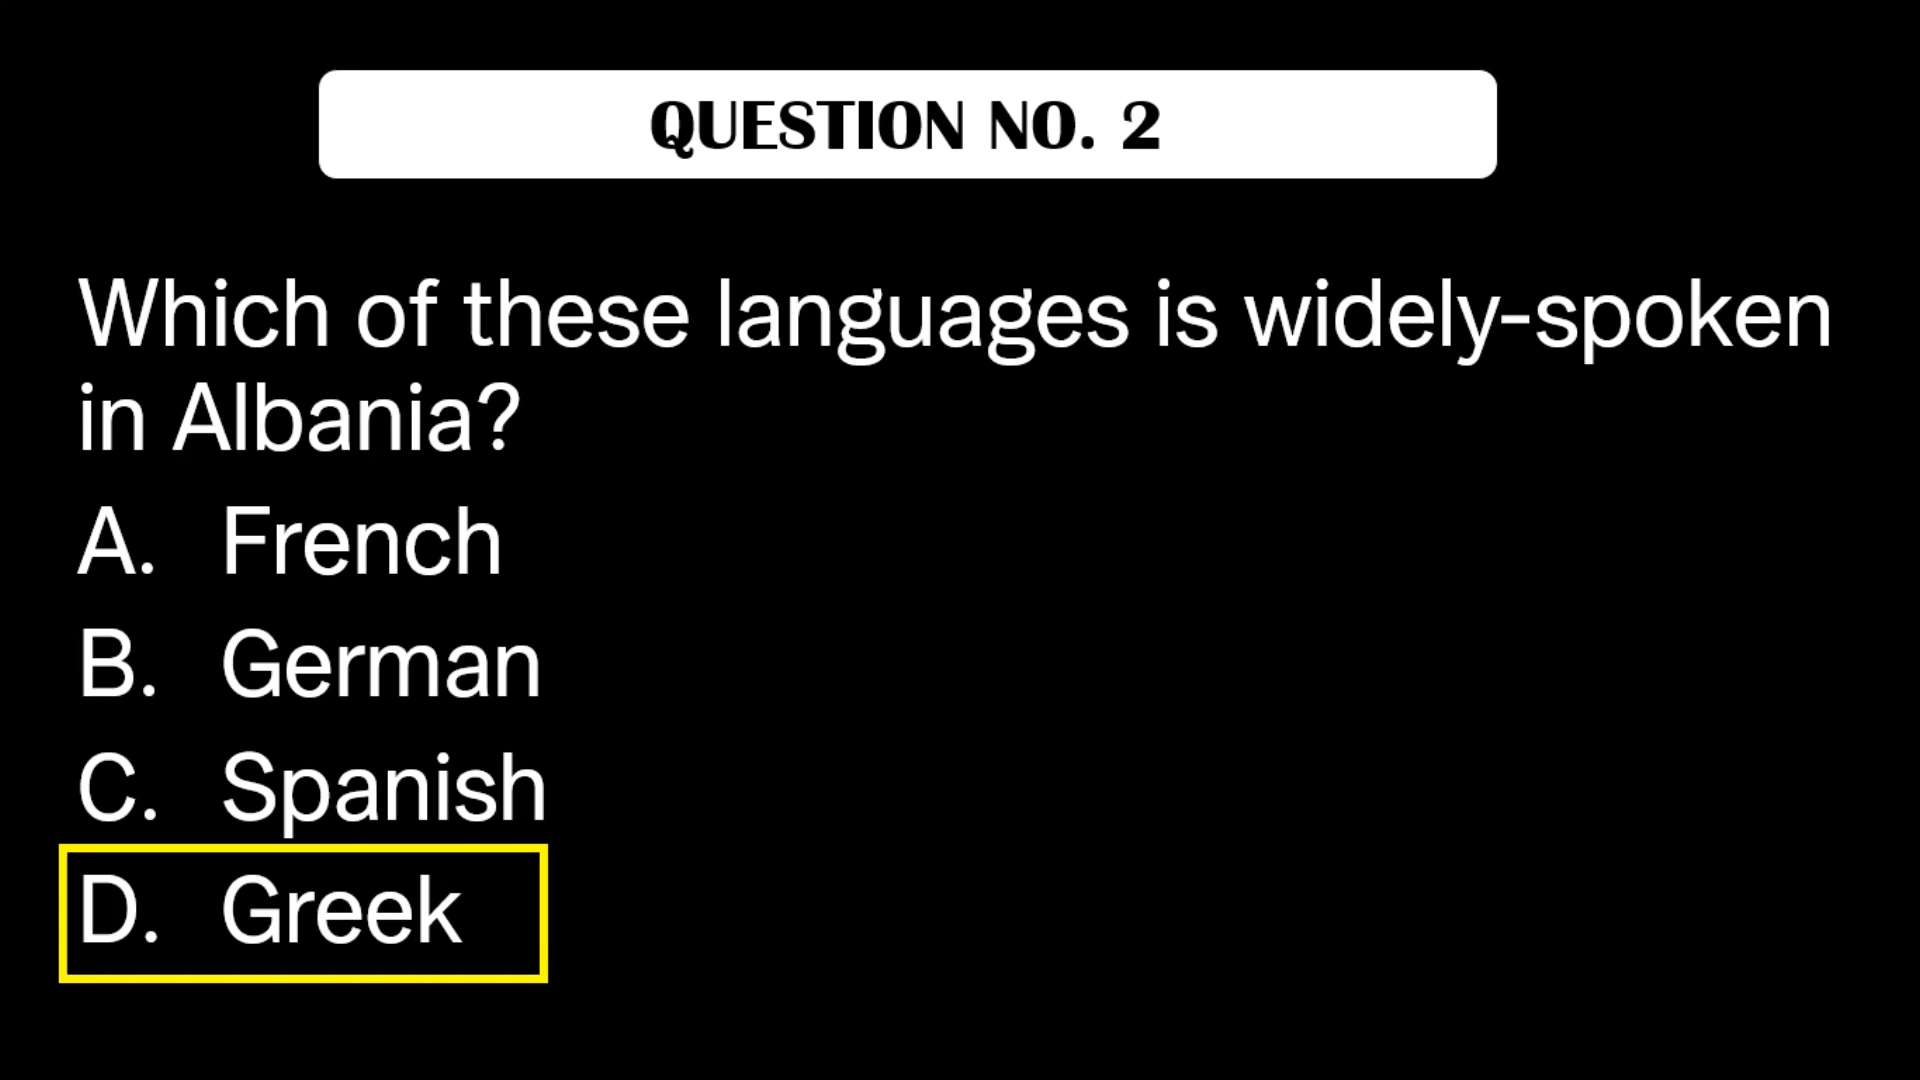 QUESTION NO. 2
Which of these languages is widely-spoken
in Albania?
A. French
B. German
C. Spanish
D. Greek